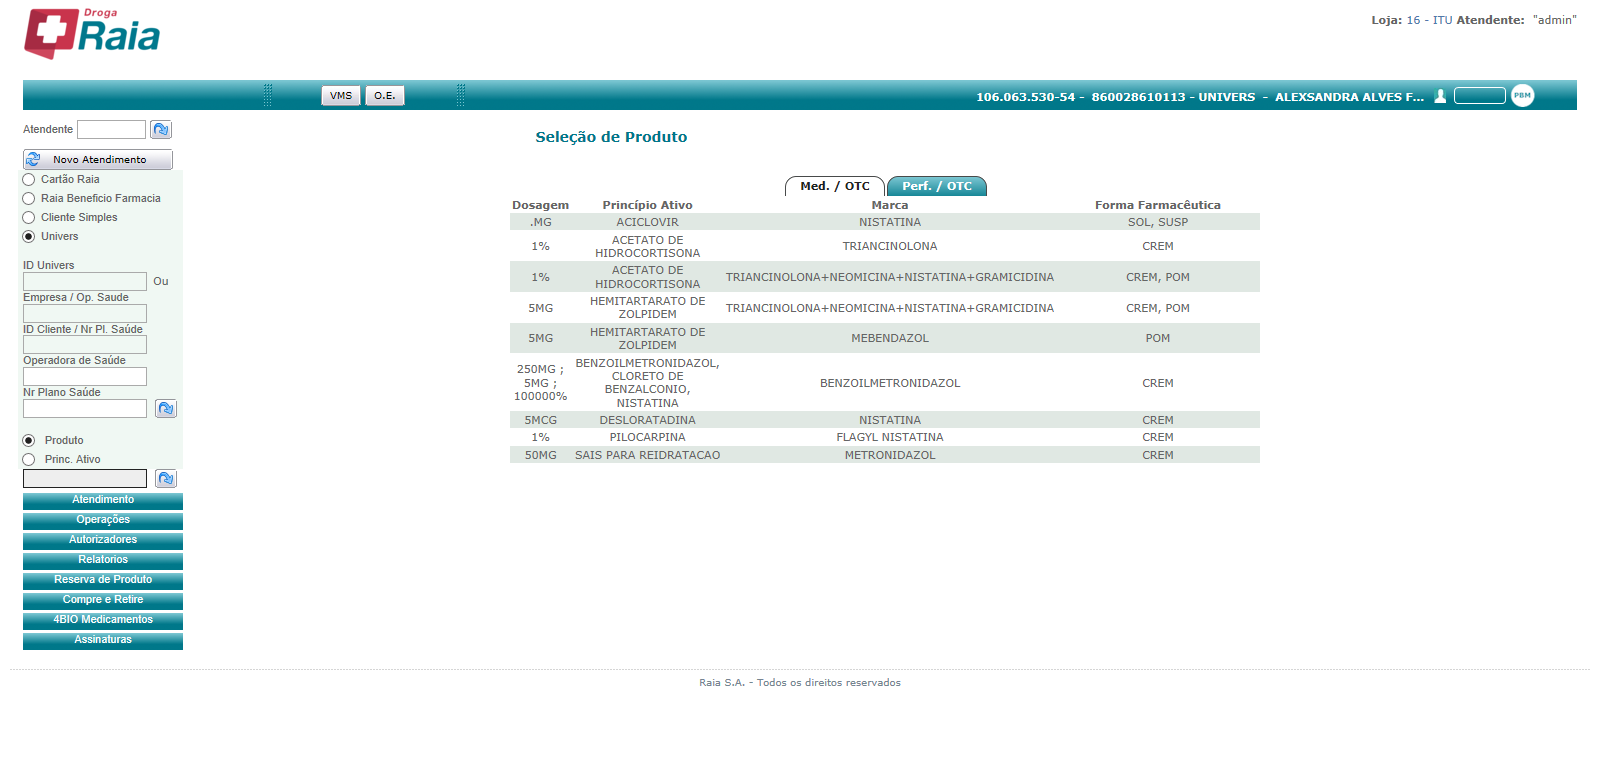 Droga
Raia
Loja: 16 - ITU Atendente: "admin"
VMS O.E. 106.063.530-54 - 860028610113 - UNIVERS - ALEXSANDRA ALVES F... PBM
Atendente
Novo Atendimento
Cartão Raia
Raia Beneficio Farmacia
Cliente Simples
Univers
ID Univers
Ou
Empresa / Op. Saude
ID Cliente / Nr Pl. Saúde
Operadora de Saúde
Nr Plano Saúde
Produto
Princ. Ativo
Atendimento
Operações
Autorizadores
Relatorios
Reserva de Produto
Compre e Retire
4BIO Medicamentos
Assinaturas
Seleção de Produto
Med. / OTC Perf. / OTC
Dosagem Princípio Ativo Marca Forma Farmacêutica
.MG ACICLOVIR NISTATINA SOL, SUSP
1% ACETATO DE HIDROCORTISONA TRIANCINOLONA CREM
1% ACETATO DE HIDROCORTISONA TRIANCINOLONA+NEOMICINA+NISTATINA+GRAMICIDINA CREM, POM
5MG HEMITARTARATO DE ZOLPIDEM TRIANCINOLONA+NEOMICINA+NISTATINA+GRAMICIDINA CREM, POM
5MG HEMITARTARATO DE ZOLPIDEM MEBENDAZOL POM
250MG ; 5MG ; 100000% BENZOILMETRONIDAZOL, CLORETO DE BENZALCONIO, NISTATINA BENZOILMETRONIDAZOL CREM
5MCG DESLORATADINA NISTATINA CREM
1% PILOCARPINA FLAGYL NISTATINA CREM
50MG SAIS PARA REIDRATACAO METRONIDAZOL CREM
Raia S.A. - Todos os direitos reservados